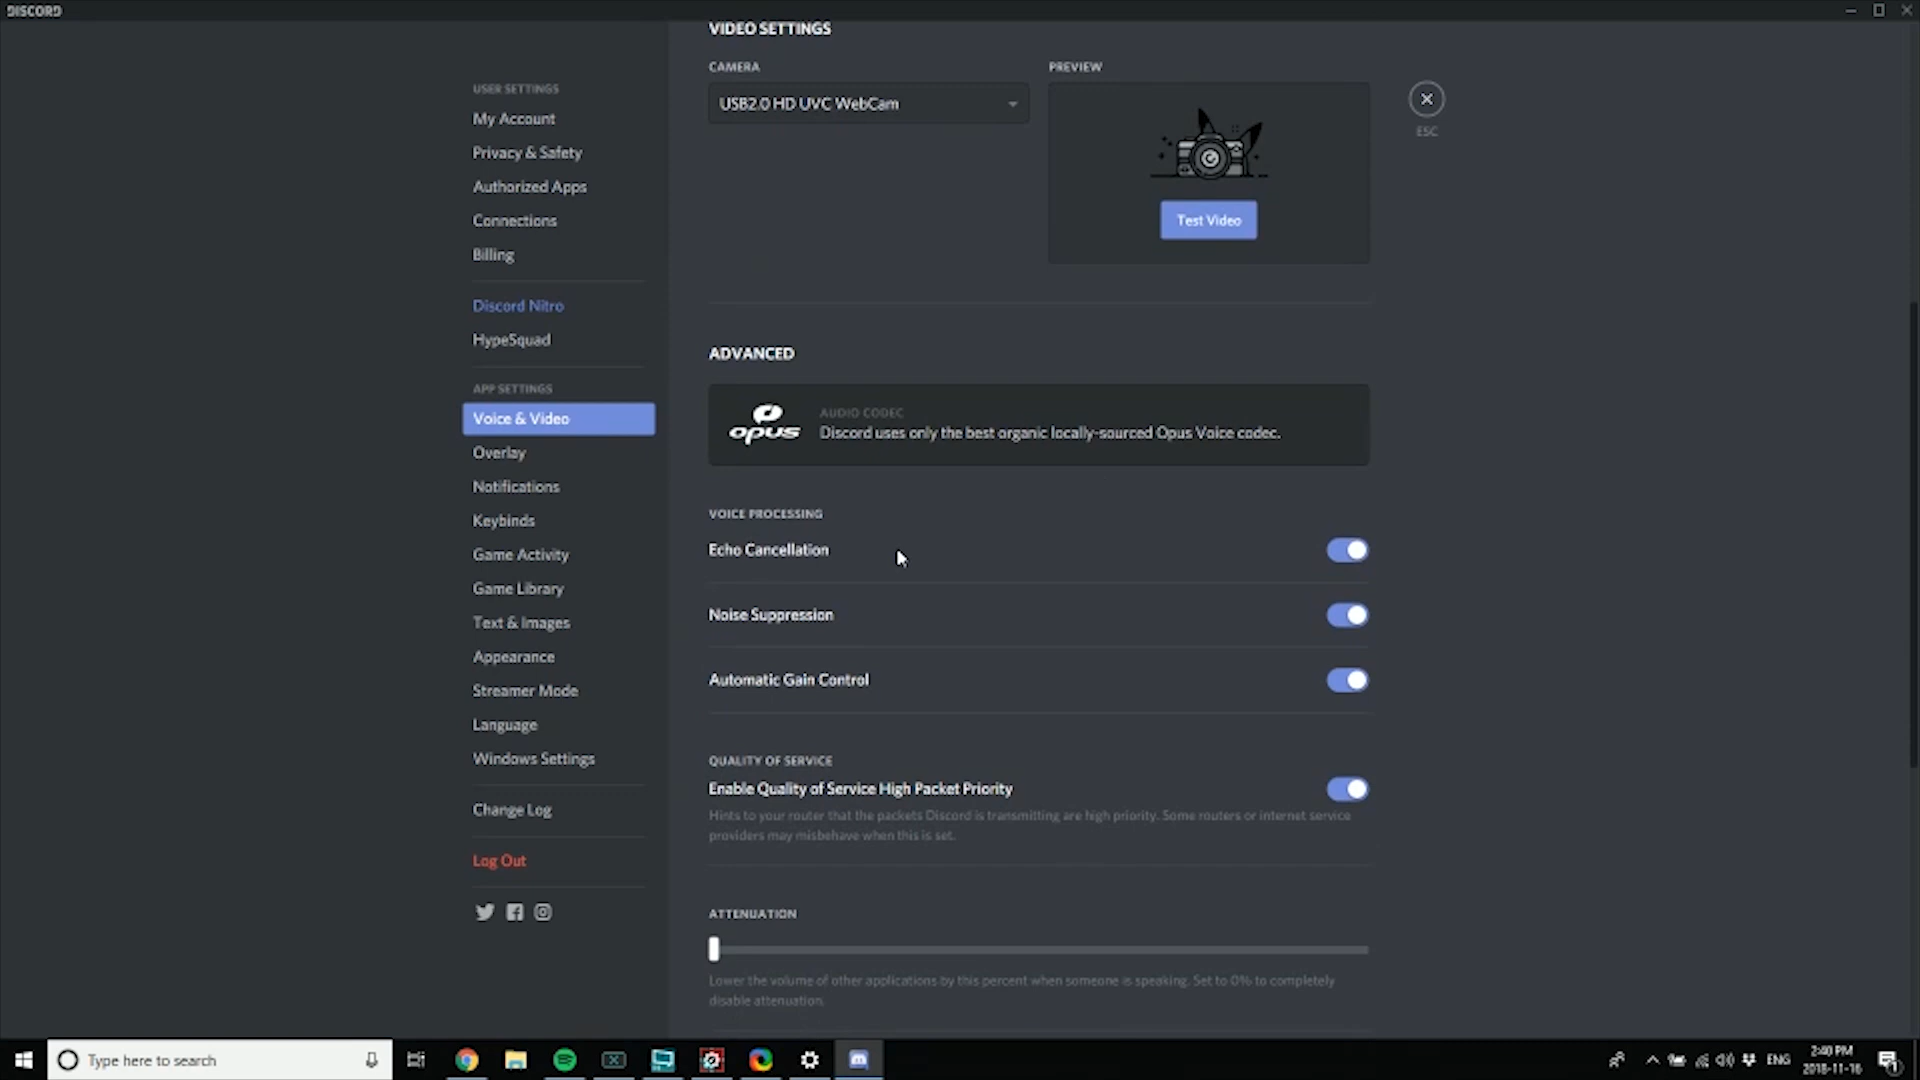 DISCORD
USER SETTINGS
My Account
Privacy & Safety
Authorized Apps
Connections
Billing
Discord Nitro
HypeSquad
APP SETTINGS
Voice & Video
Overlay
Notifications
Keybinds
Game Activity
Game Library
Text & Images
Appearance
Streamer Mode
Language
Windows Settings
Change Log
Log Out
VIDEO SETTINGS
CAMERA
USB2.0 HD UVC WebCam
PREVIEW
Test Video
ESC
ADVANCED
opus
AUDIO CODEC
Discord uses only the best organic locally-sourced Opus Voice codec.
VOICE PROCESSING
Echo Cancellation
Noise Suppression
Automatic Gain Control
QUALITY OF SERVICE
Enable Quality of Service High Packet Priority
Hints to your router that the packets Discord is transmitting are high priority. Some routers or internet service
providers may misbehave when this is set.
ATTENUATION
Lower the volume of other applications by this percent when someone is speaking. Set to 0% to completely
disable attenuation.
Type here to search
ENG
2:40 PM
2018-11-16
1